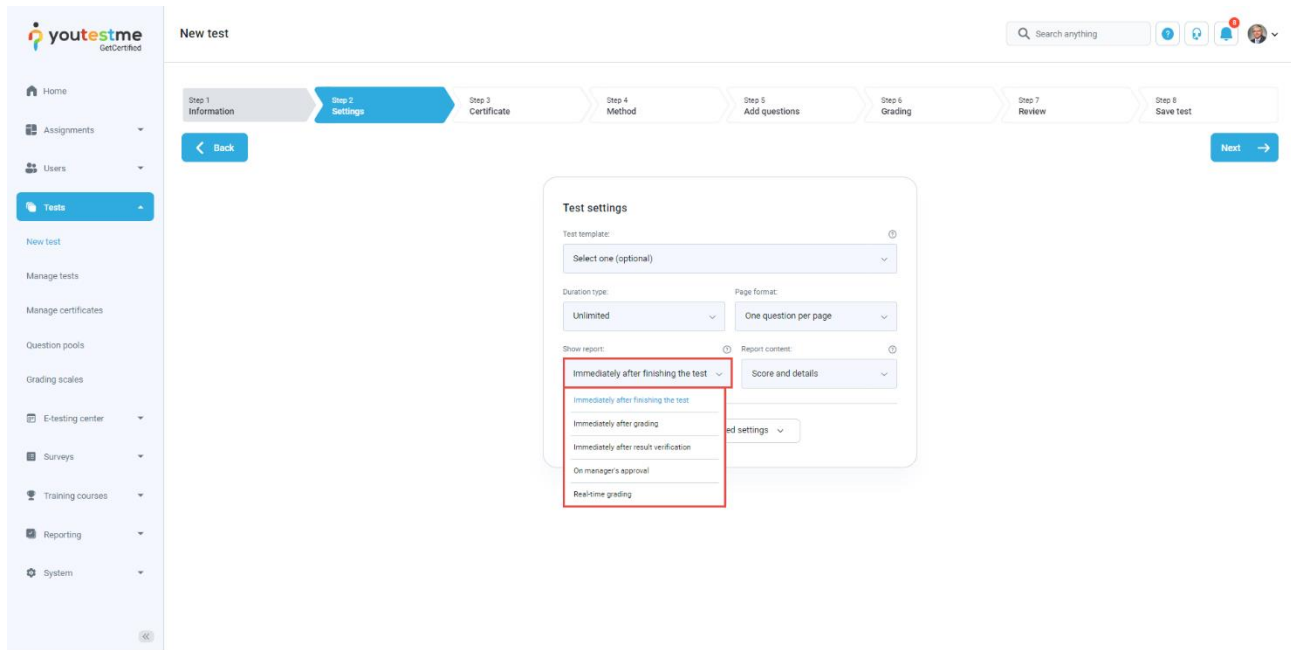 youtestme
GetCertified
New test
Search anything
8
?
Home
Assignments
Users
Tests
New test
Manage tests
Manage certificates
Question pools
Grading scales
E-testing center
Surveys
Training courses
Reporting
System
Step 1
Information
Step 2
Settings
Step 3
Certificate
Step 4
Method
Step 5
Add questions
Step 6
Grading
Step 7
Review
Step 8
Save test
Back
Next
Test settings
Test template:
Select one (optional)
Duration type:
Page format:
Unlimited
One question per page
Show report:
Report content:
Immediately after finishing the test
Score and details
Immediately after finishing the test
Immediately after grading
ed settings
Immediately after result verification
On manager's approval
Real-time grading